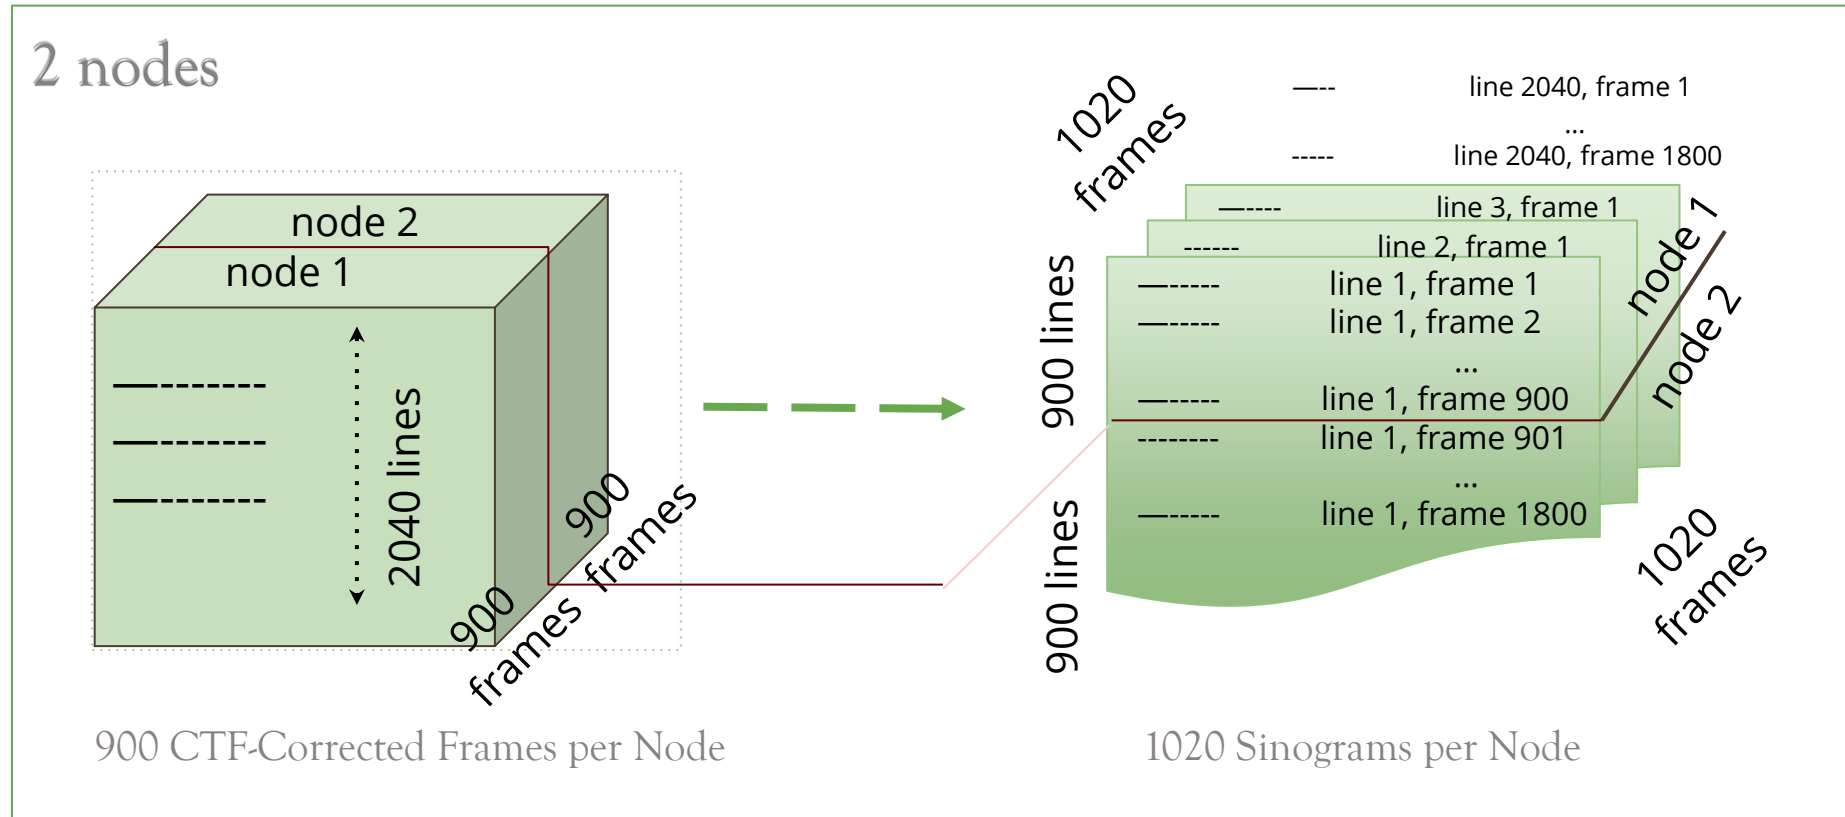 2 nodes
node 2
node 1
2040 lines
900
frames
900
frames
900 CTF-Corrected Frames per Node
1020
frames
—-- line 2040, frame 1
...
----- line 2040, frame 1800
—---- line 3, frame 1
------ line 2, frame 1
—----- line 1, frame 1
—----- line 1, frame 2
...
—----- line 1, frame 900
-------- line 1, frame 901
...
—----- line 1, frame 1800
900 lines
900 lines
node 1
node 2
1020
frames
1020 Sinograms per Node